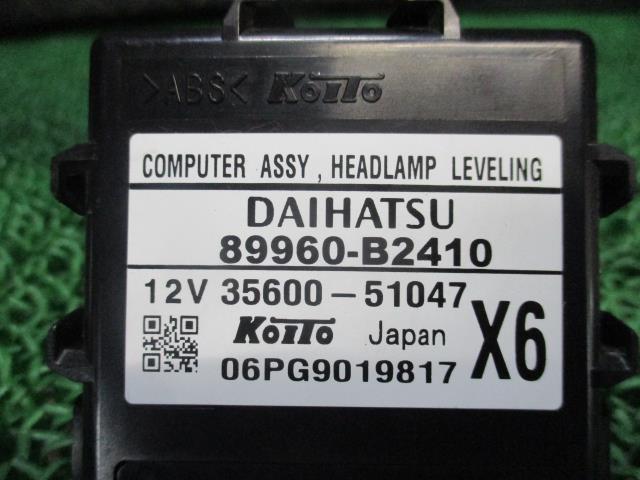 >ABS< KOITO
COMPUTER ASSY , HEADLAMP LEVELING
DAIHATSU
89960-B2410
12V 35600-51047
KOITO Japan X6
06PG9019817